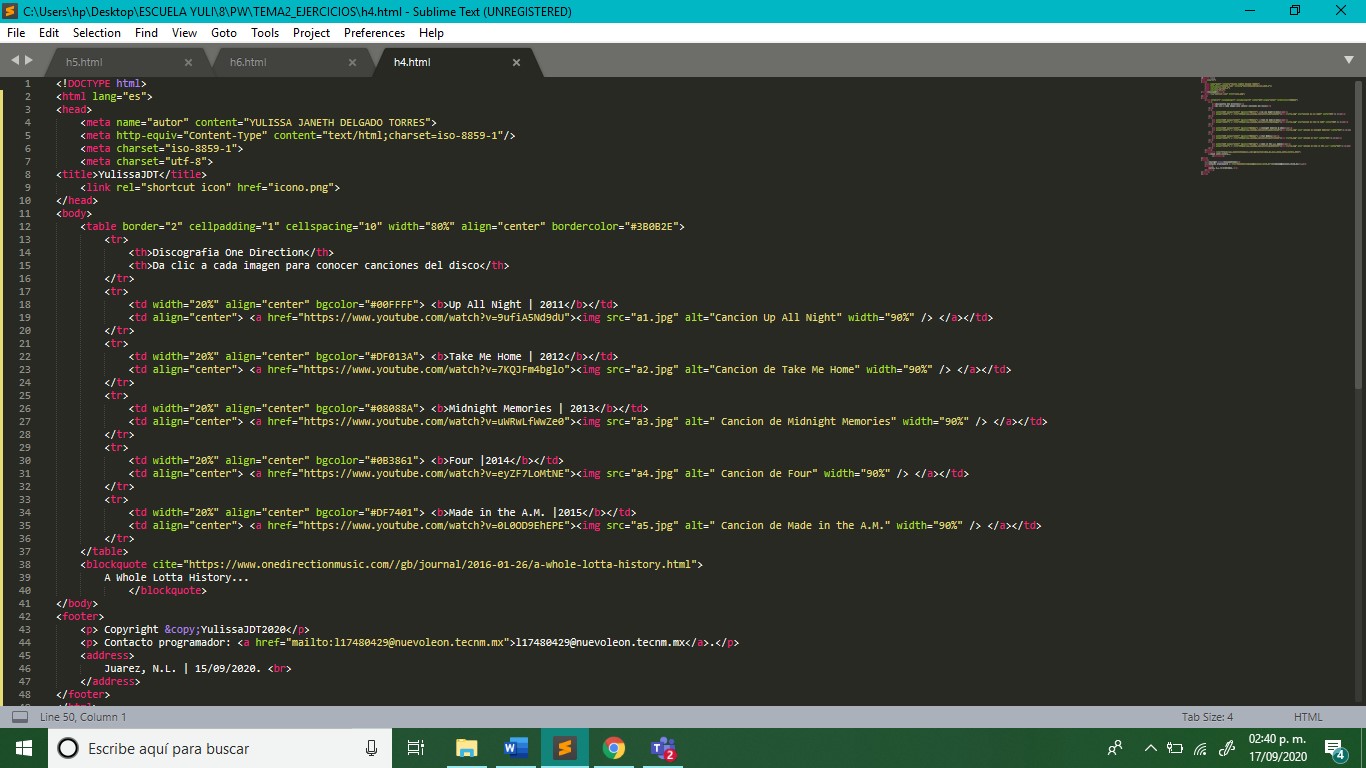 C:\Users\hp\Desktop\ESCUELA YULI\8\PW\TEMA2_EJERCICIOS\h4.html - Sublime Text (UNREGISTERED)
File Edit Selection Find View Goto Tools Project Preferences Help
h5.html h6.html h4.html
1 <!DOCTYPE html>
2 <html lang="es">
3 <head>
4 <meta name="autor" content="YULISSA JANETH DELGADO TORRES">
5 <meta http-equiv="Content-Type" content="text/html;charset=iso-8859-1"/>
6 <meta charset="iso-8859-1">
7 <meta charset="utf-8">
8 <title>YulissaJDT</title>
9 <link rel="shortcut icon" href="icono.png">
10 </head>
11 <body>
12 <table border="2" cellpadding="1" cellspacing="10" width="80%" align="center" bordercolor="#3B0B2E">
13 <tr>
14 <th>Discografia One Direction</th>
15 <th>Da clic a cada imagen para conocer canciones del disco</th>
16 </tr>
17 <tr>
18 <td width="20%" align="center" bgcolor="#00FFFF"> <b>Up All Night | 2011</b></td>
19 <td align="center"> <a href="https://www.youtube.com/watch?v=9ufiA5Nd9dU"><img src="a1.jpg" alt="Cancion Up All Night" width="90%" /> </a></td>
20 </tr>
21 <tr>
22 <td width="20%" align="center" bgcolor="#DF013A"> <b>Take Me Home | 2012</b></td>
23 <td align="center"> <a href="https://www.youtube.com/watch?v=7KQJFm4bglo"><img src="a2.jpg" alt="Cancion de Take Me Home" width="90%" /> </a></td>
24 </tr>
25 <tr>
26 <td width="20%" align="center" bgcolor="#08088A"> <b>Midnight Memories | 2013</b></td>
27 <td align="center"> <a href="https://www.youtube.com/watch?v=uWRwLfWwZe0"><img src="a3.jpg" alt=" Cancion de Midnight Memories" width="90%" /> </a></td>
28 </tr>
29 <tr>
30 <td width="20%" align="center" bgcolor="#0B3861"> <b>Four |2014</b></td>
31 <td align="center"> <a href="https://www.youtube.com/watch?v=eyZF7LoMtNE"><img src="a4.jpg" alt=" Cancion de Four" width="90%" /> </a></td>
32 </tr>
33 <tr>
34 <td width="20%" align="center" bgcolor="#DF7401"> <b>Made in the A.M. |2015</b></td>
35 <td align="center"> <a href="https://www.youtube.com/watch?v=0L0OD9EhEPE"><img src="a5.jpg" alt=" Cancion de Made in the A.M." width="90%" /> </a></td>
36 </tr>
37 </table>
38 <blockquote cite="https://www.onedirectionmusic.com//gb/journal/2016-01-26/a-whole-lotta-history.html">
39 A Whole Lotta History...
40 </blockquote>
41 </body>
42 <footer>
43 <p> Copyright &copy;YulissaJDT2020</p>
44 <p> Contacto programador: <a href="mailto:l17480429@nuevoleon.tecnm.mx">l17480429@nuevoleon.tecnm.mx</a>.</p>
45 <address>
46 Juarez, N.L. | 15/09/2020. <br>
47 </address>
48 </footer>
Line 50, Column 1 Tab Size: 4 HTML
Escribe aquí para buscar 2 02:40 p. m.
17/09/2020 4